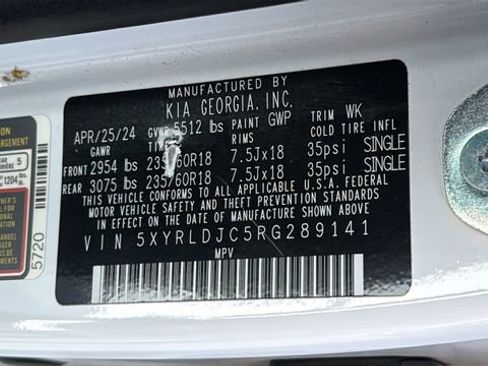 MANUFACTURED BY
KIA GEORGIA, INC.
APR/25/24 GVWR 5512 lbs PAINT GWP TRIM WK
GAWR RIMS COLD TIRE INFL
FRONT 2954 lbs 235/60R18 7.5Jx18 35psi SINGLE
REAR 3075 lbs 235/60R18 7.5Jx18 35psi SINGLE
THIS VEHICLE CONFORMS TO ALL APPLICABLE U.S.A. FEDERAL
MOTOR VEHICLE SAFETY, BUMPER, AND THEFT PREVENTION
STANDARDS IN EFFECT ON THE DATE OF MANUFACTURE SHOWN ABOVE
VIN 5XYRLDJC5RG289141
MPV
5
1204
5720